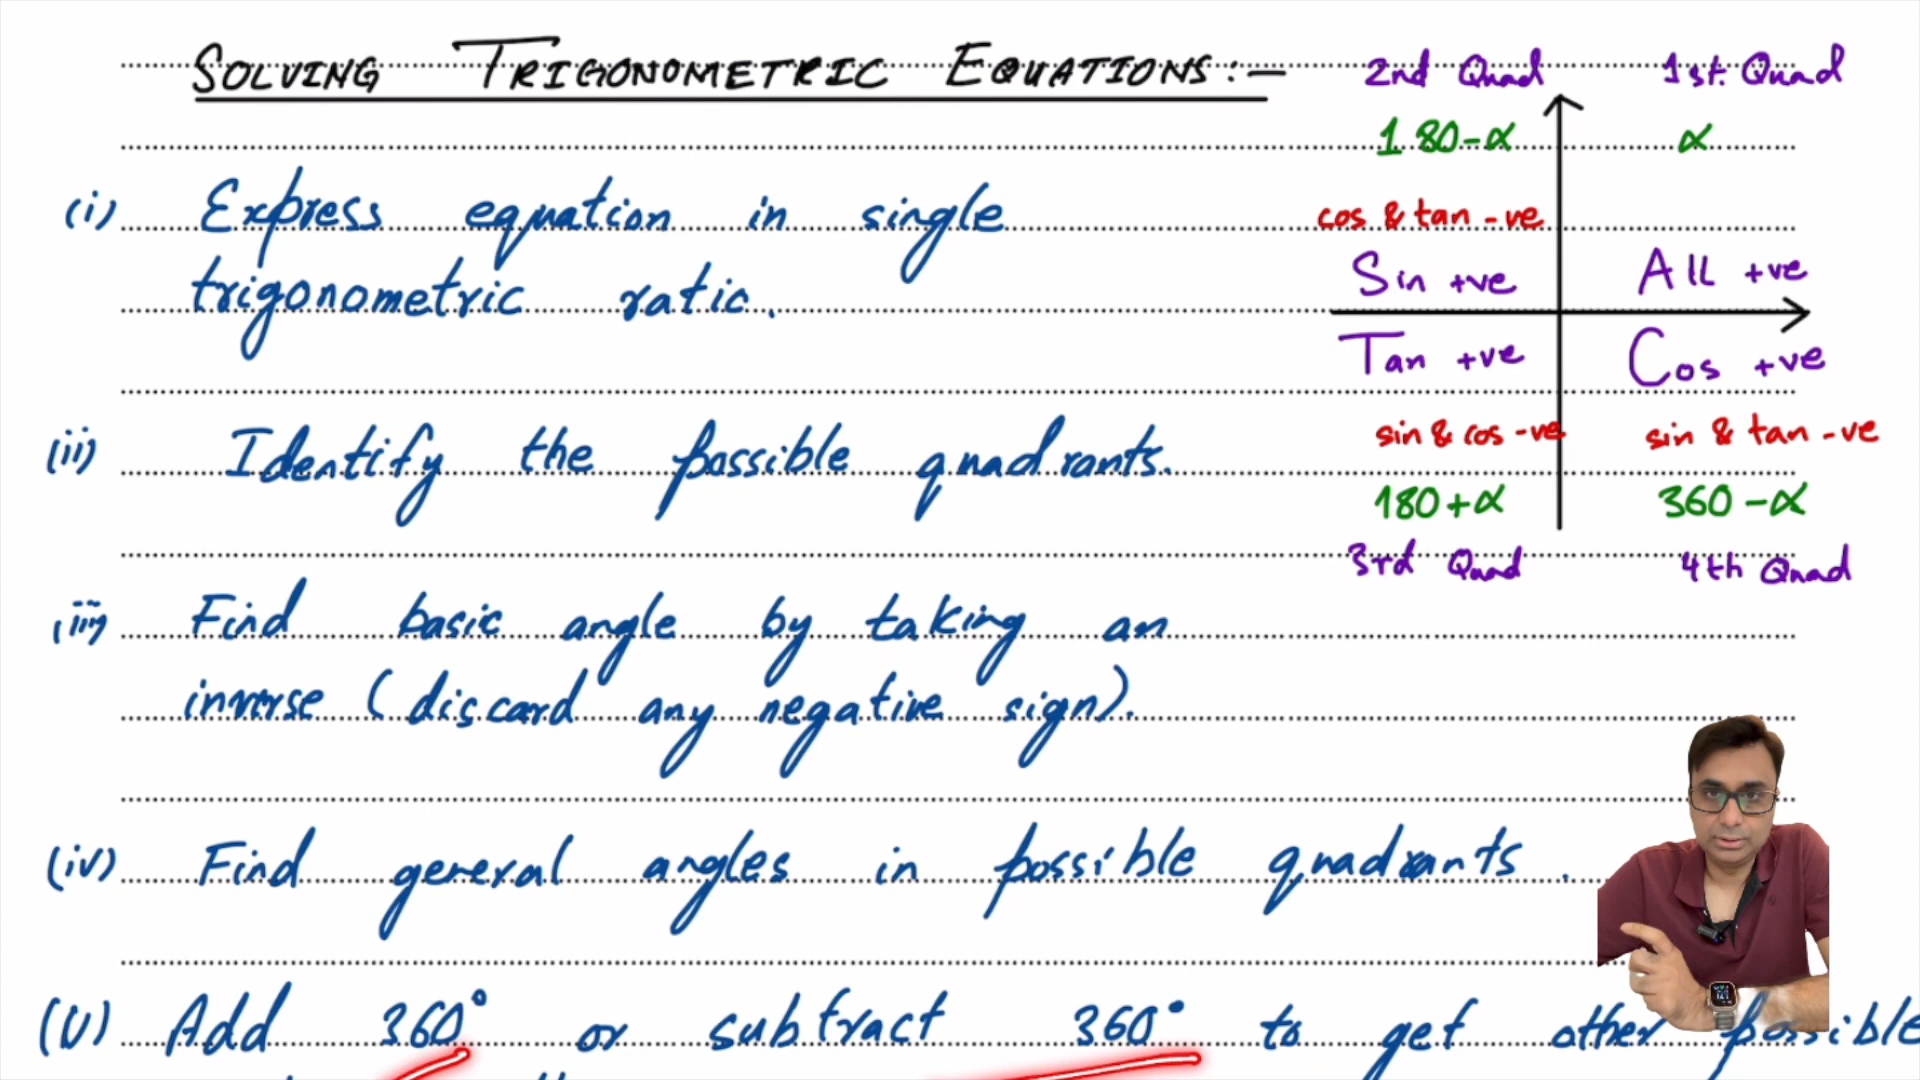 SOLVING TRIGONOMETRIC EQUATIONS:-
(i) Express equation in single
trigonometric ratio.
(ii) Identify the possible quadrants.
(iii) Find basic angle by taking an
inverse (discard any negative sign).
(iv) Find general angles in possible quadrants.
(v) Add 360° or subtract 360° to get other possible
2nd Quad 1st Quad
180-α α
cos & tan -ve
Sin +ve All +ve
Tan +ve Cos +ve
sin & cos -ve sin & tan -ve
180+α 360-α
3rd Quad 4th Quad